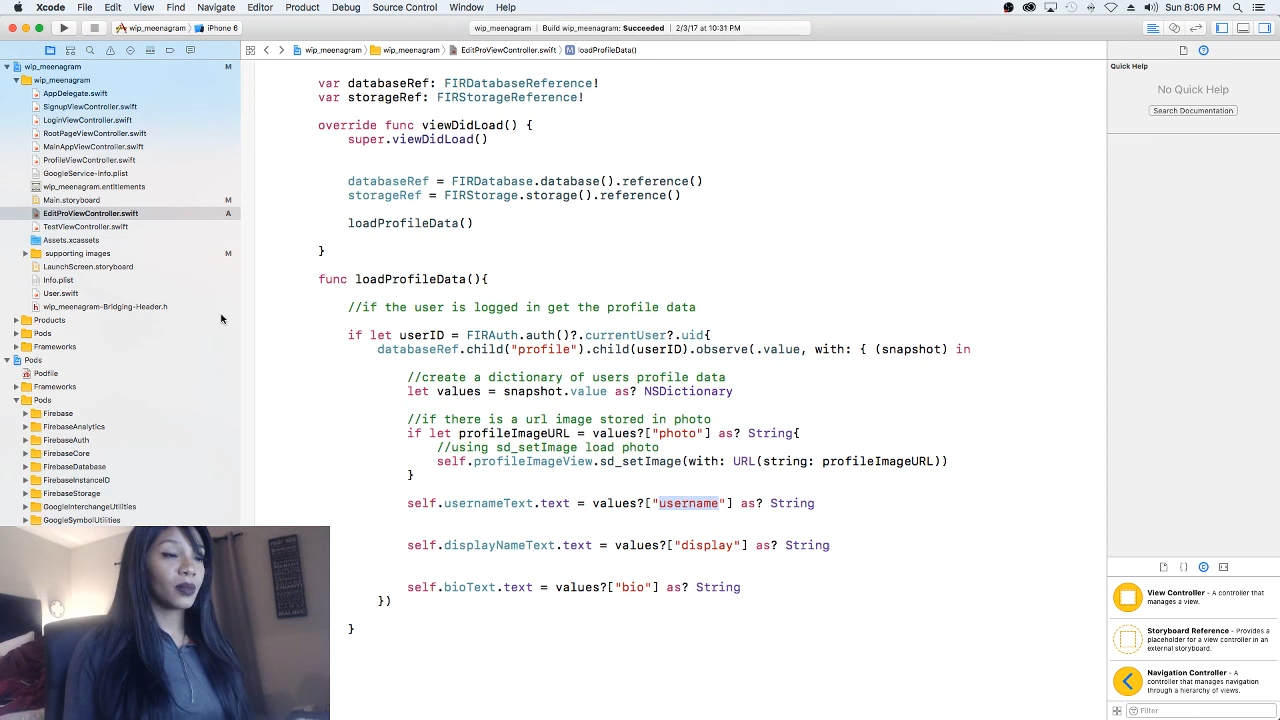 Xcode File Edit View Find Navigate Editor Product Debug Source Control Window Help Sun 8:06 PM
wip_meenagram iPhone 6 wip_meenagram Build wip_meenagram: Succeeded 2/3/17 at 10:31 PM
wip_meenagram wip_meenagram EditProViewController.swift M loadProfileData()
wip_meenagram M
wip_meenagram
AppDelegate.swift
SignupViewController.swift
LoginViewController.swift
RootPageViewController.swift
MainAppViewController.swift
ProfileViewController.swift
GoogleService-Info.plist
wip_meenagram.entitlements
Main.storyboard M
EditProViewController.swift A
TestViewController.swift
Assets.xcassets
supporting images M
LaunchScreen.storyboard
Info.plist
User.swift
wip_meenagram-Bridging-Header.h
Products
Pods
Frameworks
Pods
Podfile
Frameworks
Pods
Firebase
FirebaseAnalytics
FirebaseAuth
FirebaseCore
FirebaseDatabase
FirebaseInstanceID
FirebaseStorage
GoogleInterchangeUtilities
GoogleSymbolUtilities
var databaseRef: FIRDatabaseReference!
var storageRef: FIRStorageReference!
override func viewDidLoad() {
super.viewDidLoad()
databaseRef = FIRDatabase.database().reference()
storageRef = FIRStorage.storage().reference()
loadProfileData()
}
func loadProfileData(){
//if the user is logged in get the profile data
if let userID = FIRAuth.auth()?.currentUser?.uid{
databaseRef.child("profile").child(userID).observe(.value, with: { (snapshot) in
//create a dictionary of users profile data
let values = snapshot.value as? NSDictionary
//if there is a url image stored in photo
if let profileImageURL = values?["photo"] as? String{
//using sd_setImage load photo
self.profileImageView.sd_setImage(with: URL(string: profileImageURL))
}
self.usernameText.text = values?["username"] as? String
self.displayNameText.text = values?["display"] as? String
self.bioText.text = values?["bio"] as? String
})
}
Quick Help
No Quick Help
Search Documentation
View Controller - A controller that
manages a view.
Storyboard Reference - Provides a
placeholder for a view controller in an
external storyboard.
Navigation Controller - A
controller that manages navigation
through a hierarchy of views.
Filter